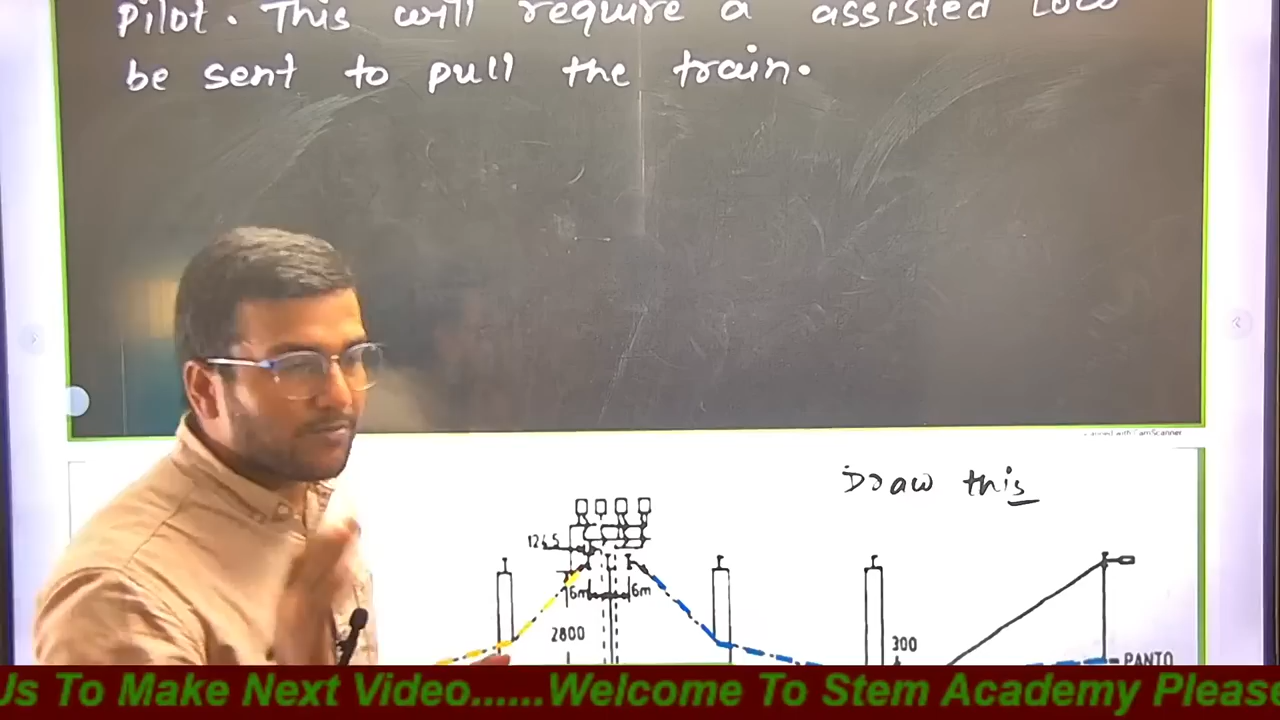 pilot. This will require a assisted Loco
be sent to pull the train.
Draw this
6m
6m
2800
300
PANTO
Us To Make Next Video......Welcome To Stem Academy Please